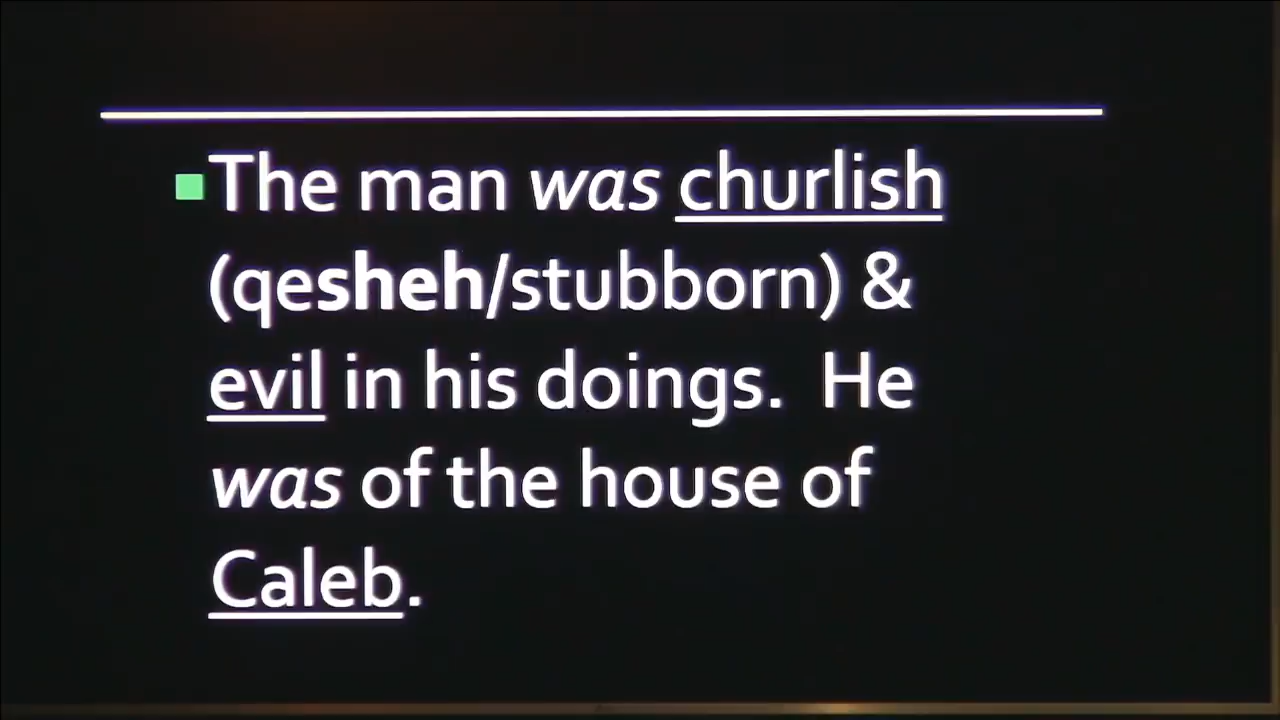 The man was churlish
(qesheh/stubborn) &
evil in his doings. He
was of the house of
Caleb.